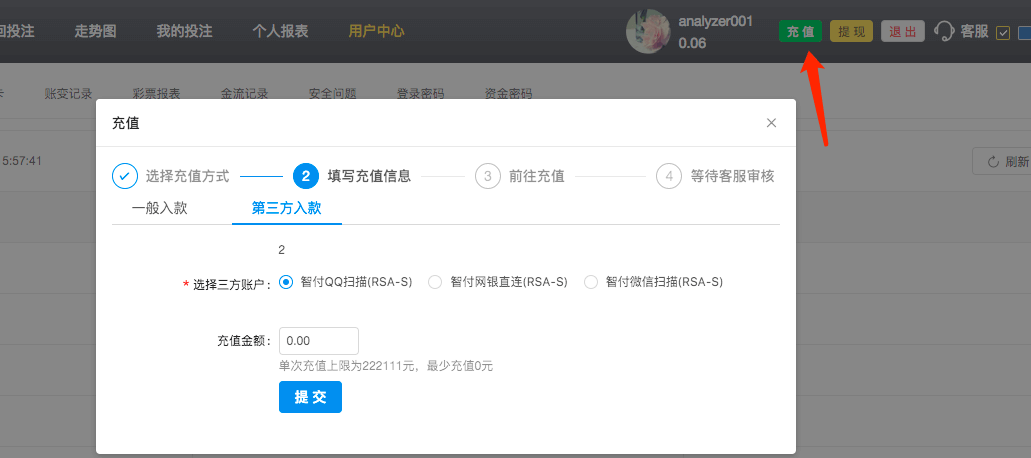 回投注 走势图 我的投注 个人报表 用户中心 analyzer001 充 值 提 现 退 出 客服
0.06
卡 账变记录 彩票报表 金流记录 安全问题 登录密码 资金密码
充值
5:57:41
刷新
选择充值方式 2 填写充值信息 3 前往充值 4 等待客服审核
一般入款 第三方入款
2
* 选择三方账户: 智付QQ扫描(RSA-S) 智付网银直连(RSA-S) 智付微信扫描(RSA-S)
充值金额: 0.00
单次充值上限为222111元，最少充值0元
提 交